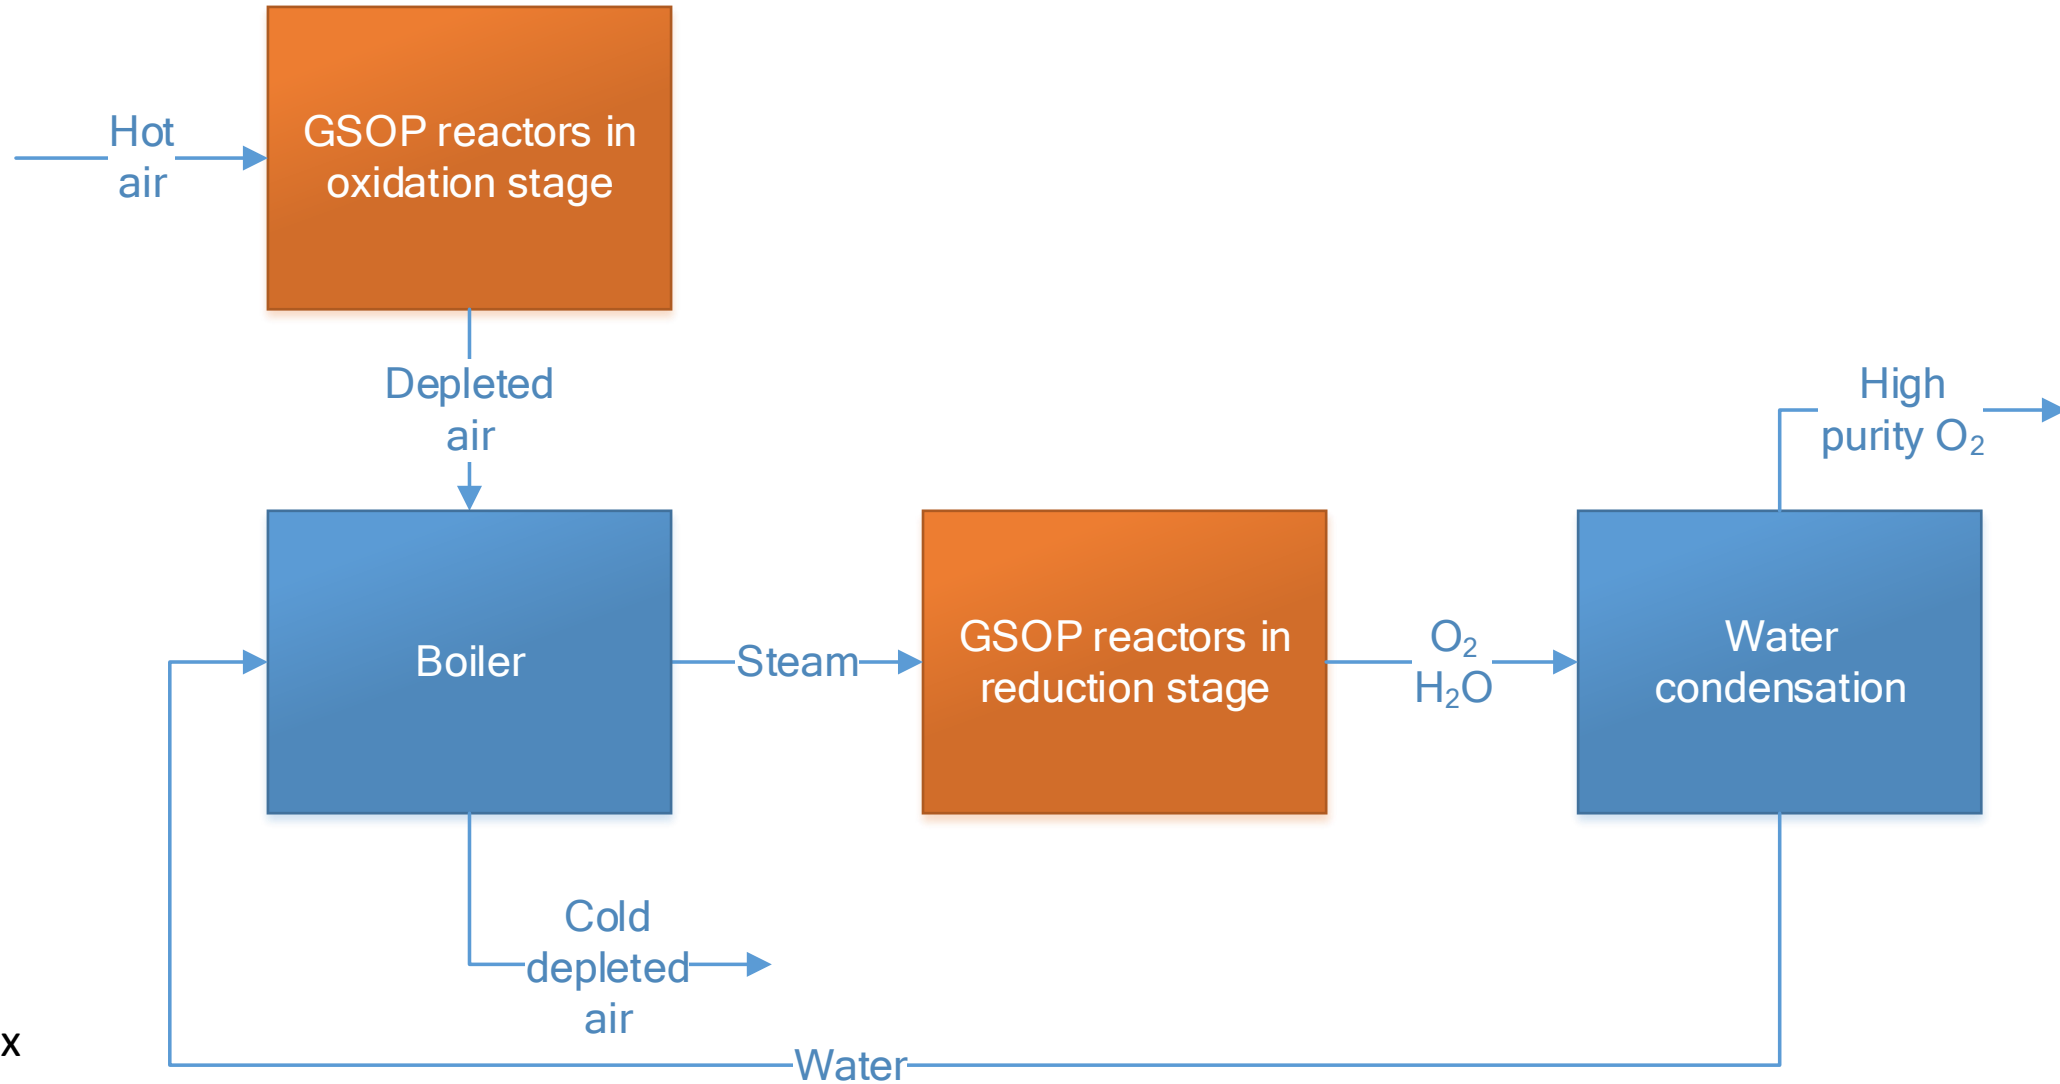 Hot
air
GSOP reactors in
oxidation stage
Depleted
air
High
purity O₂
Boiler
Steam
GSOP reactors in
reduction stage
O₂
H₂O
Water
condensation
Cold
depleted
air
x
Water